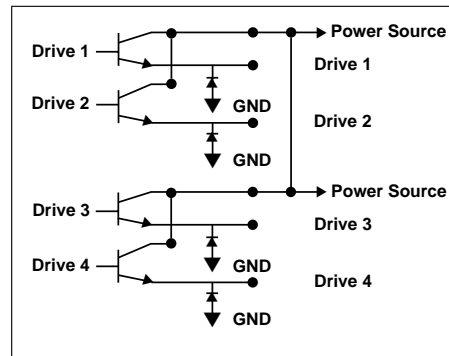 Power Source
Drive 1
Drive 1
Drive 2
GND
Drive 2
GND
Power Source
Drive 3
Drive 3
GND
Drive 4
Drive 4
GND